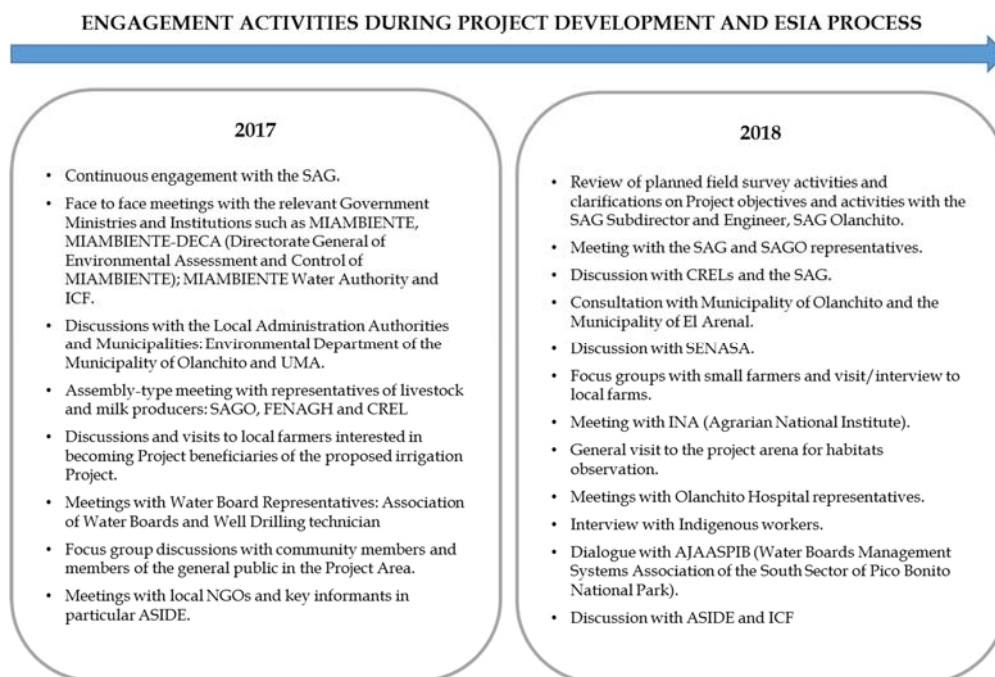 ENGAGEMENT ACTIVITIES DURING PROJECT DEVELOPMENT AND ESIA PROCESS
2017
• Continuous engagement with the SAG.
• Face to face meetings with the relevant Government
Ministries and Institutions such as MIAMBIENTE,
MIAMBIENTE-DECA (Directorate General of
Environmental Assessment and Control of
MIAMBIENTE); MIAMBIENTE Water Authority and
ICF.
• Discussions with the Local Administration Authorities
and Municipalities: Environmental Department of the
Municipality of Olanchito and UMA.
• Assembly-type meeting with representatives of livestock
and milk producers: SAGO, FENAGH and CREL
• Discussions and visits to local farmers interested in
becoming Project beneficiaries of the proposed irrigation
Project.
• Meetings with Water Board Representatives: Association
of Water Boards and Well Drilling technician
• Focus group discussions with community members and
members of the general public in the Project Area.
• Meetings with local NGOs and key informants in
particular ASIDE.
2018
• Review of planned field survey activities and
clarifications on Project objectives and activities with the
SAG Subdirector and Engineer, SAG Olanchito.
• Meeting with the SAG and SAGO representatives.
• Discussion with CRELs and the SAG.
• Consultation with Municipality of Olanchito and the
Municipality of El Arenal.
• Discussion with SENASA.
• Focus groups with small farmers and visit/interview to
local farms.
• Meeting with INA (Agrarian National Institute).
• General visit to the project arena for habitats
observation.
• Meetings with Olanchito Hospital representatives.
• Interview with Indigenous workers.
• Dialogue with AJAASPIB (Water Boards Management
Systems Association of the South Sector of Pico Bonito
National Park).
• Discussion with ASIDE and ICF